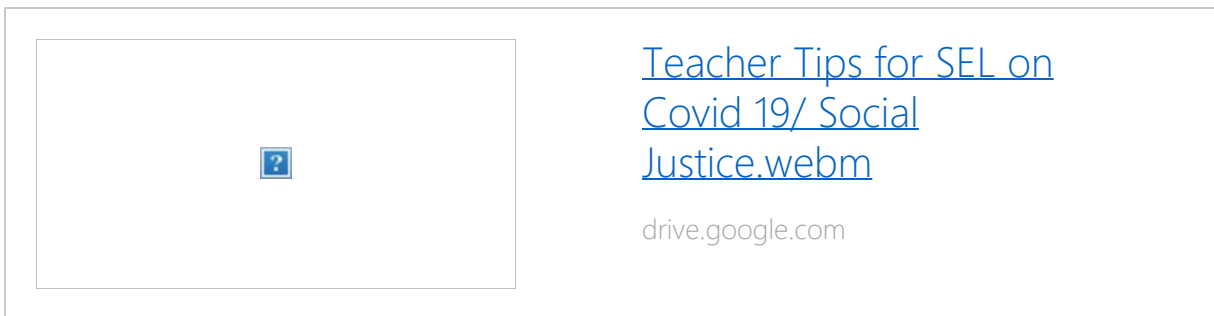 Teacher Tips for SEL on
Covid 19/ Social
Justice.webm
drive.google.com